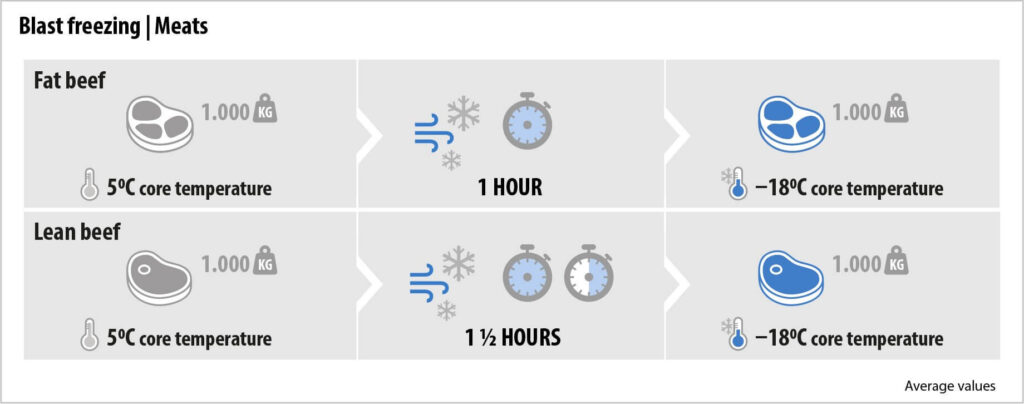 Blast freezing | Meats
Fat beef
1.000 KG
1.000 KG
5ºC core temperature
1 HOUR
–18ºC core temperature
Lean beef
1.000 KG
1.000 KG
5ºC core temperature
1 ½ HOURS
–18ºC core temperature
Average values